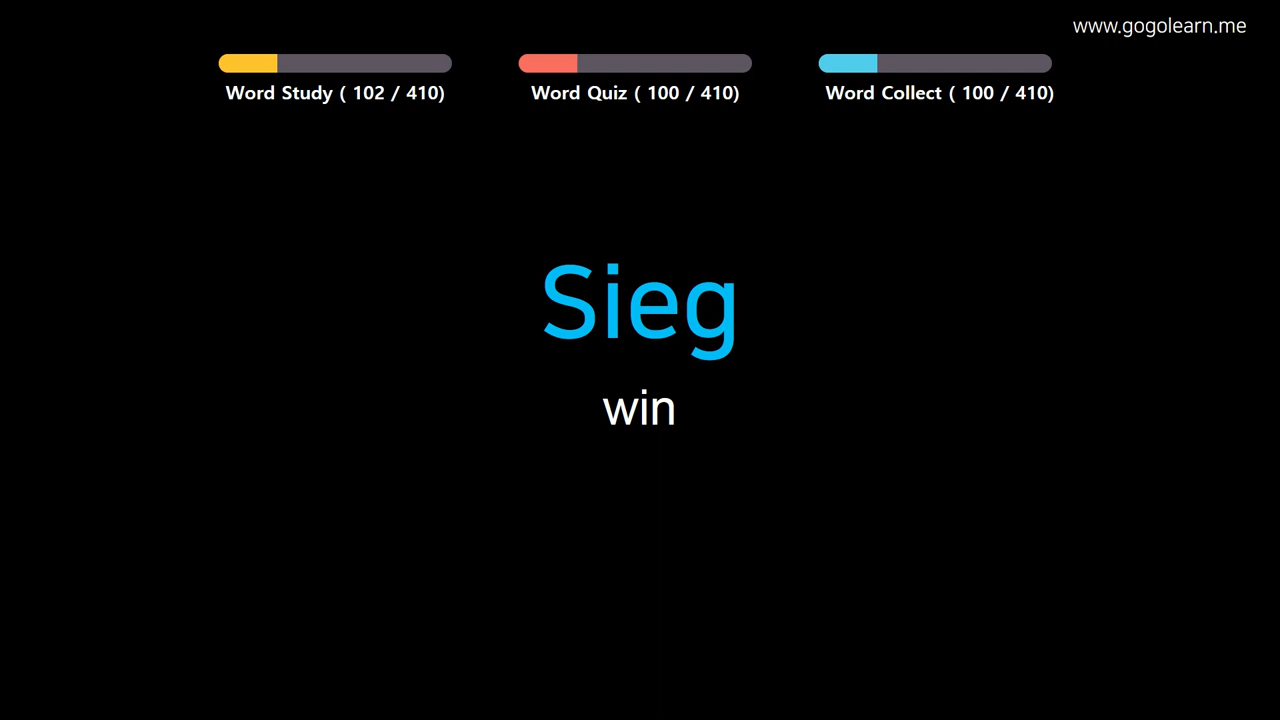 www.gogolearn.me
Word Study ( 102 / 410)
Word Quiz ( 100 / 410)
Word Collect ( 100 / 410)
Sieg
win